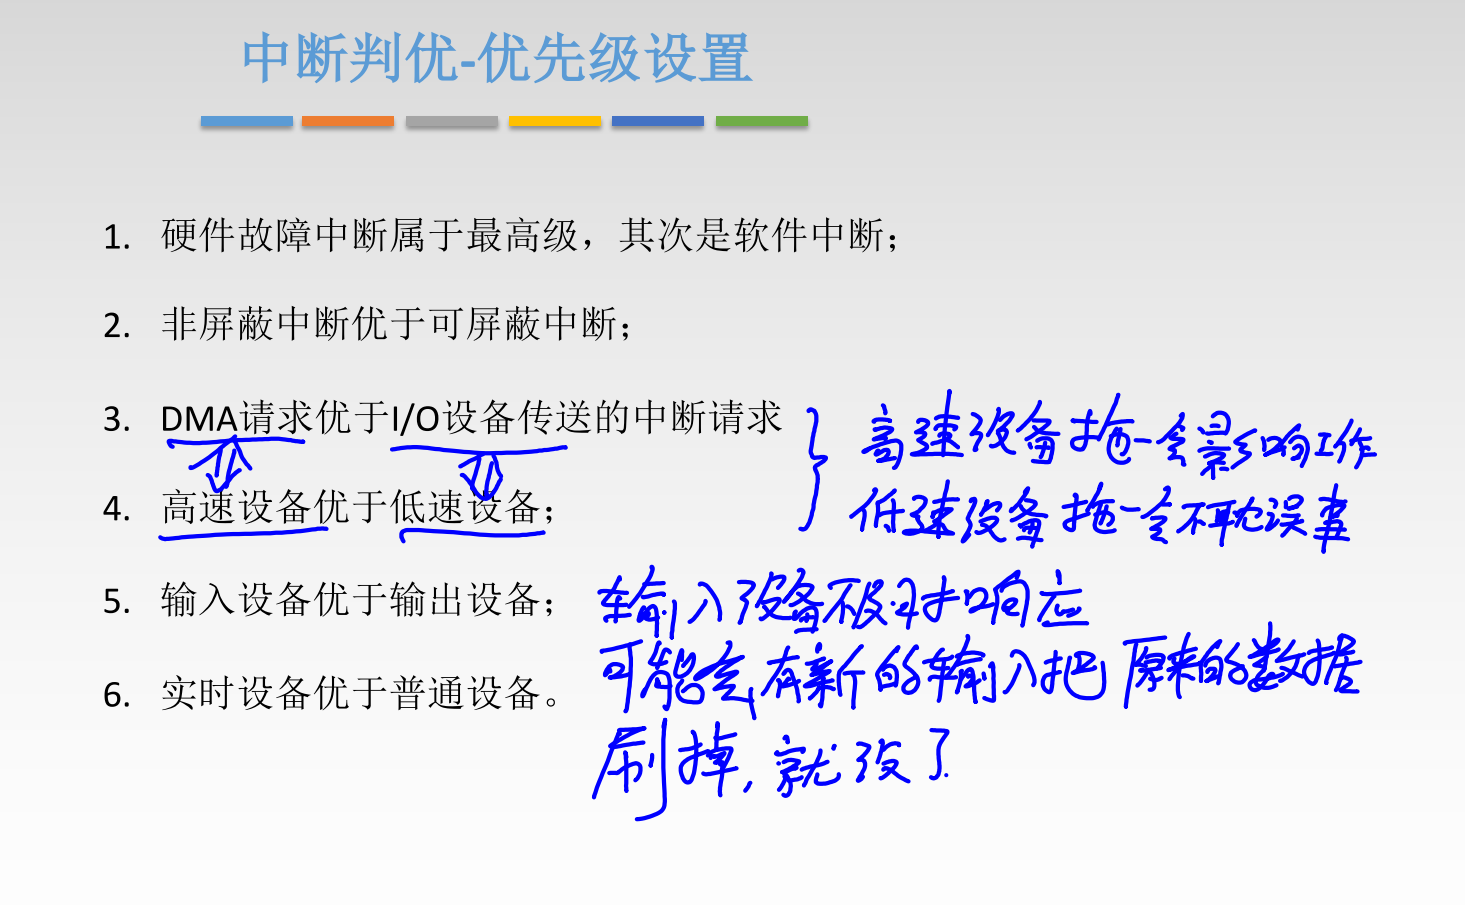 中断判优-优先级设置
1. 硬件故障中断属于最高级，其次是软件中断；
2. 非屏蔽中断优于可屏蔽中断；
3. DMA请求优于I/O设备传送的中断请求
高速设备拖一会影响工作
4. 高速设备优于低速设备；
低速设备拖一会不耽误事
5. 输入设备优于输出设备；
输入设备不及时响应
可能会有新的输入把原来的数据
6. 实时设备优于普通设备。
刷掉，就没了.